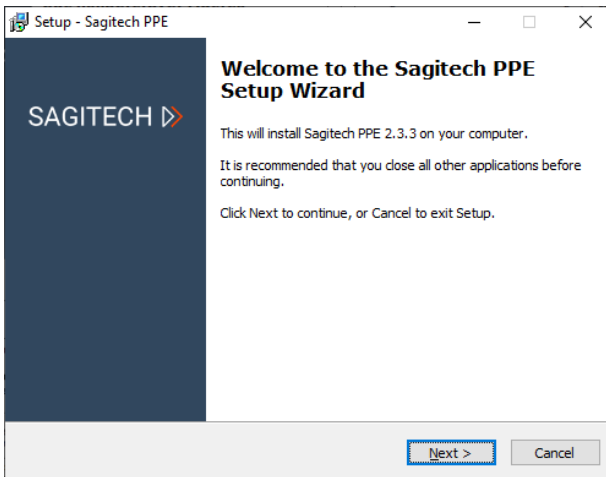 Setup - Sagitech PPE
Welcome to the Sagitech PPE
Setup Wizard
SAGITECH
This will install Sagitech PPE 2.3.3 on your computer.
It is recommended that you close all other applications before
continuing.
Click Next to continue, or Cancel to exit Setup.
Next >
Cancel